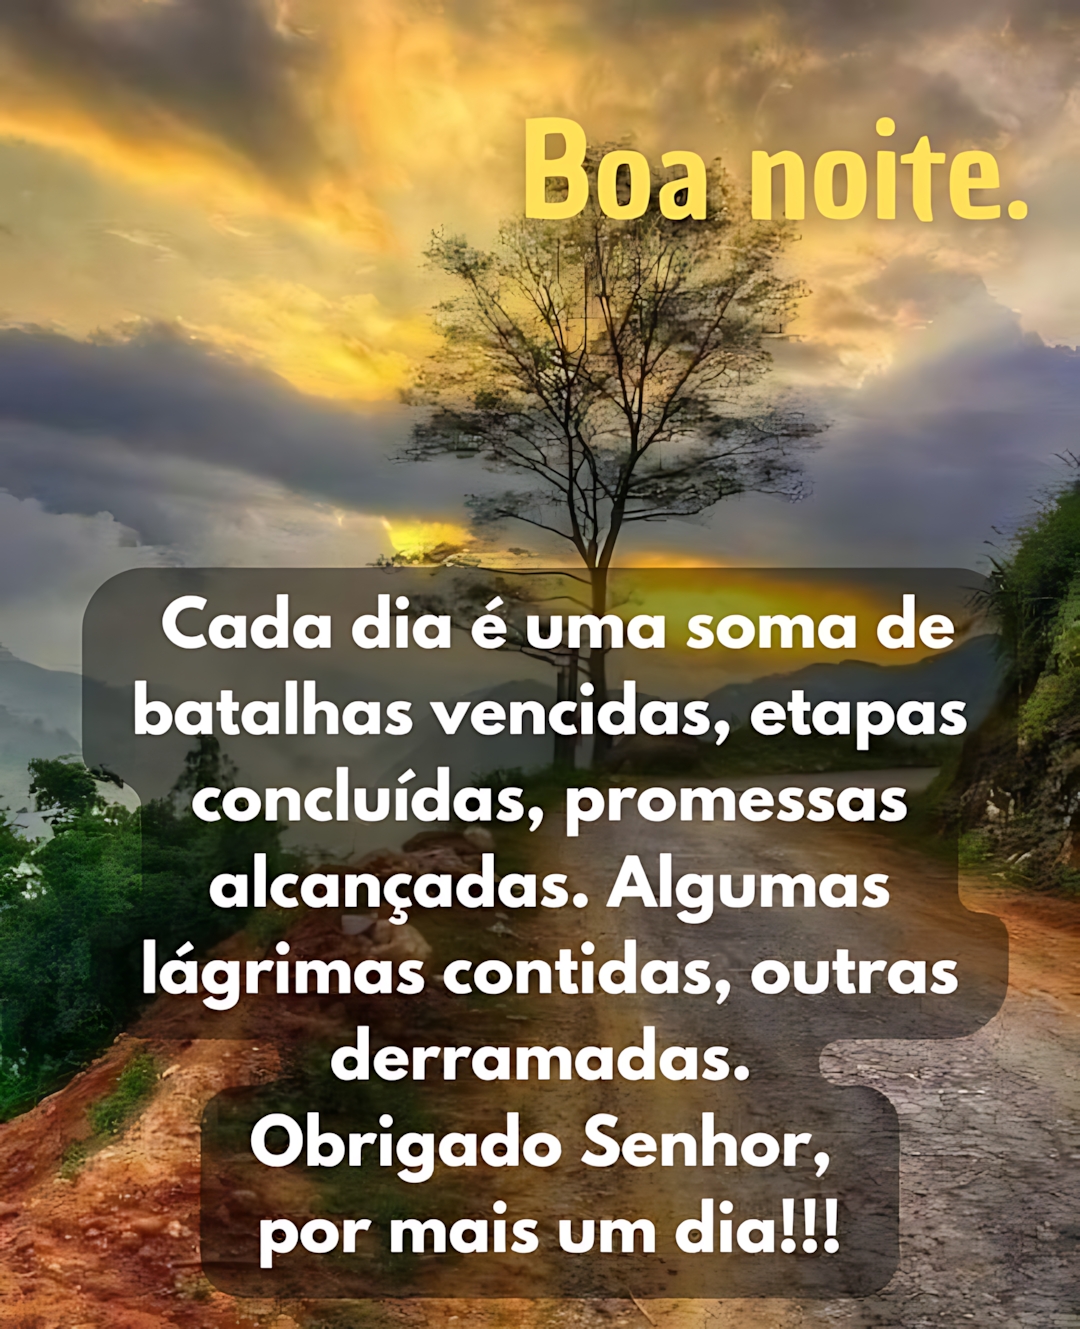 Boa noite.
Cada dia é uma soma de
batalhas vencidas, etapas
concluídas, promessas
alcançadas. Algumas
lágrimas contidas, outras
derramadas.
Obrigado Senhor,
por mais um dia!!!